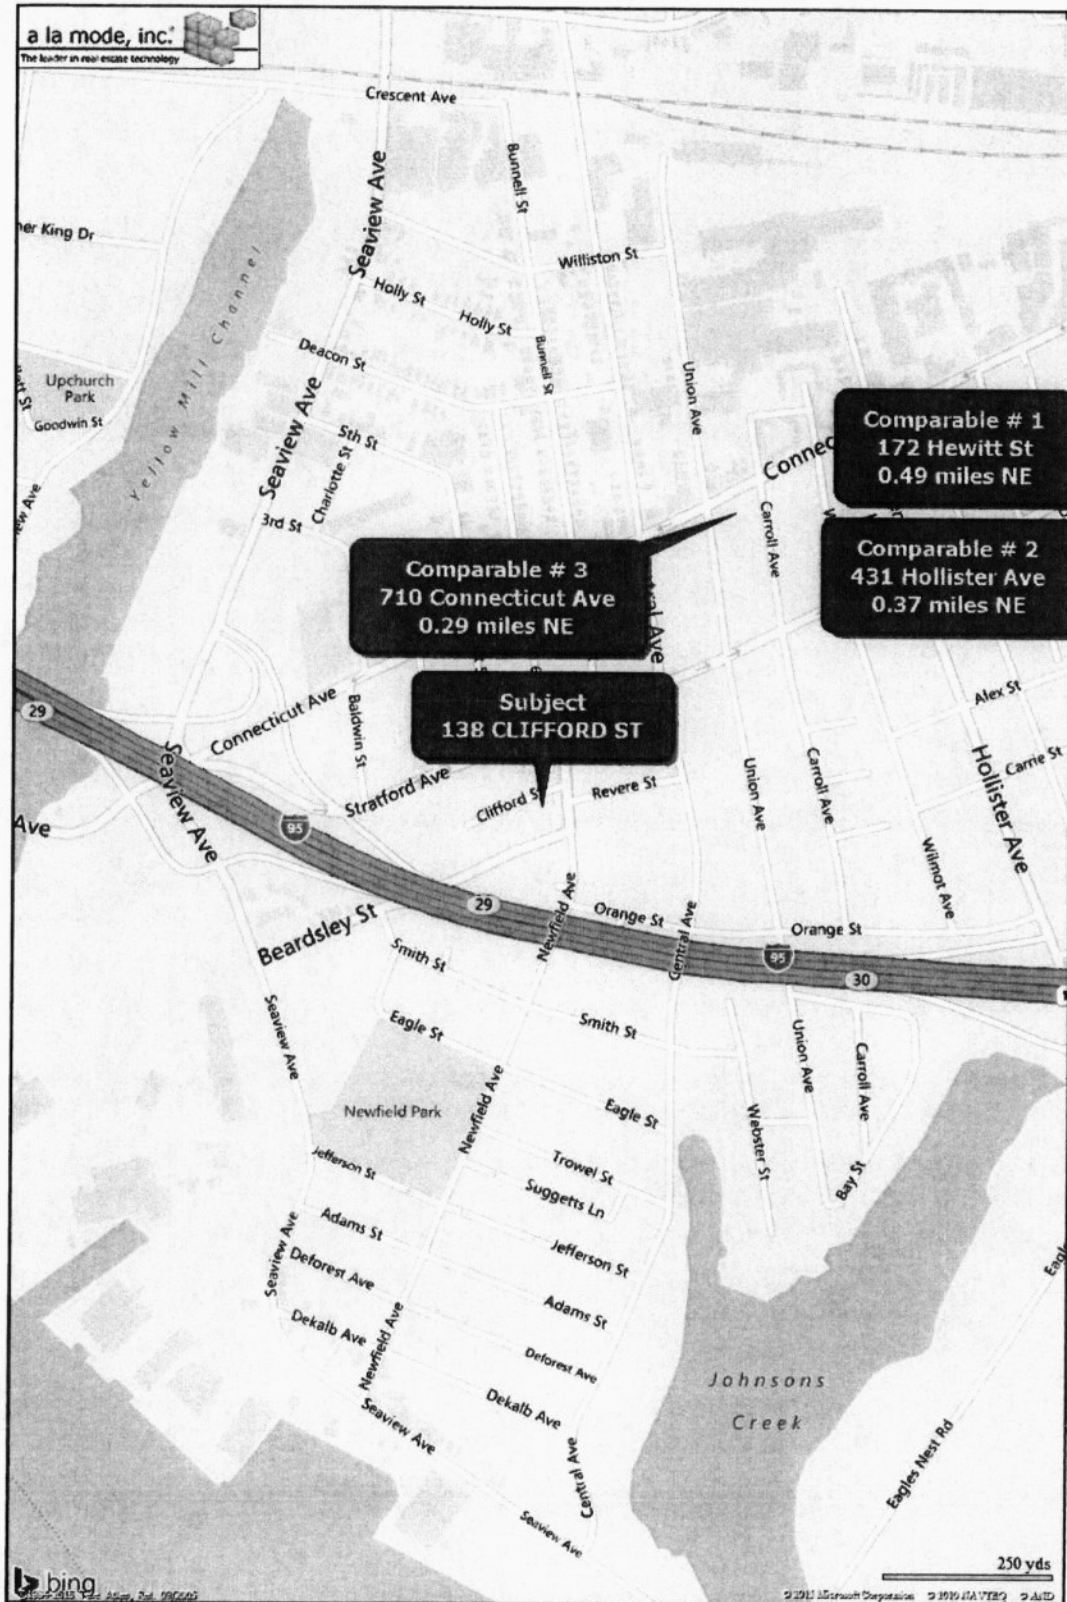 a la mode, inc.
The leader in real estate technology
Crescent Ave
Bunnell St
Seaview Ave
ner King Dr
Williston St
Yellow Mill Channel
Holly St
Holly St
Deacon St
Bunnell St
Union Ave
Upchurch
Park
Goodwin St
Seaview Ave
5th St
Charlotte St
3rd St
Connec
Carroll Ave
Comparable # 1
172 Hewitt St
0.49 miles NE
Comparable # 2
431 Hollister Ave
0.37 miles NE
Comparable # 3
710 Connecticut Ave
0.29 miles NE
Subject
138 CLIFFORD ST
29
Connecticut Ave
Baldwin St
Stratford Ave
Clifford St
Revere St
Alex St
Carrie St
Hollister Ave
Union Ave
Carroll Ave
Wilmot Ave
Seaview Ave
Ave
95
29
Newfield Ave
Orange St
Central Ave
Orange St
95
30
Beardsley St
Smith St
Smith St
Seaview Ave
Eagle St
Eagle St
Newfield Park
Newfield Ave
Union Ave
Carroll Ave
Webster St
Bay St
Trowel St
Suggetts Ln
Jefferson St
Jefferson St
Adams St
Adams St
Seaview Ave
Deforest Ave
Deforest Ave
Dekalb Ave
Dekalb Ave
Newfield Ave
Seaview Ave
Central Ave
Seaview Ave
Johnsons
Creek
Eagles Nest Rd
Eagle
250 yds
bing
© 2015 Microsoft Corporation © 2010 NAVTEQ © AND